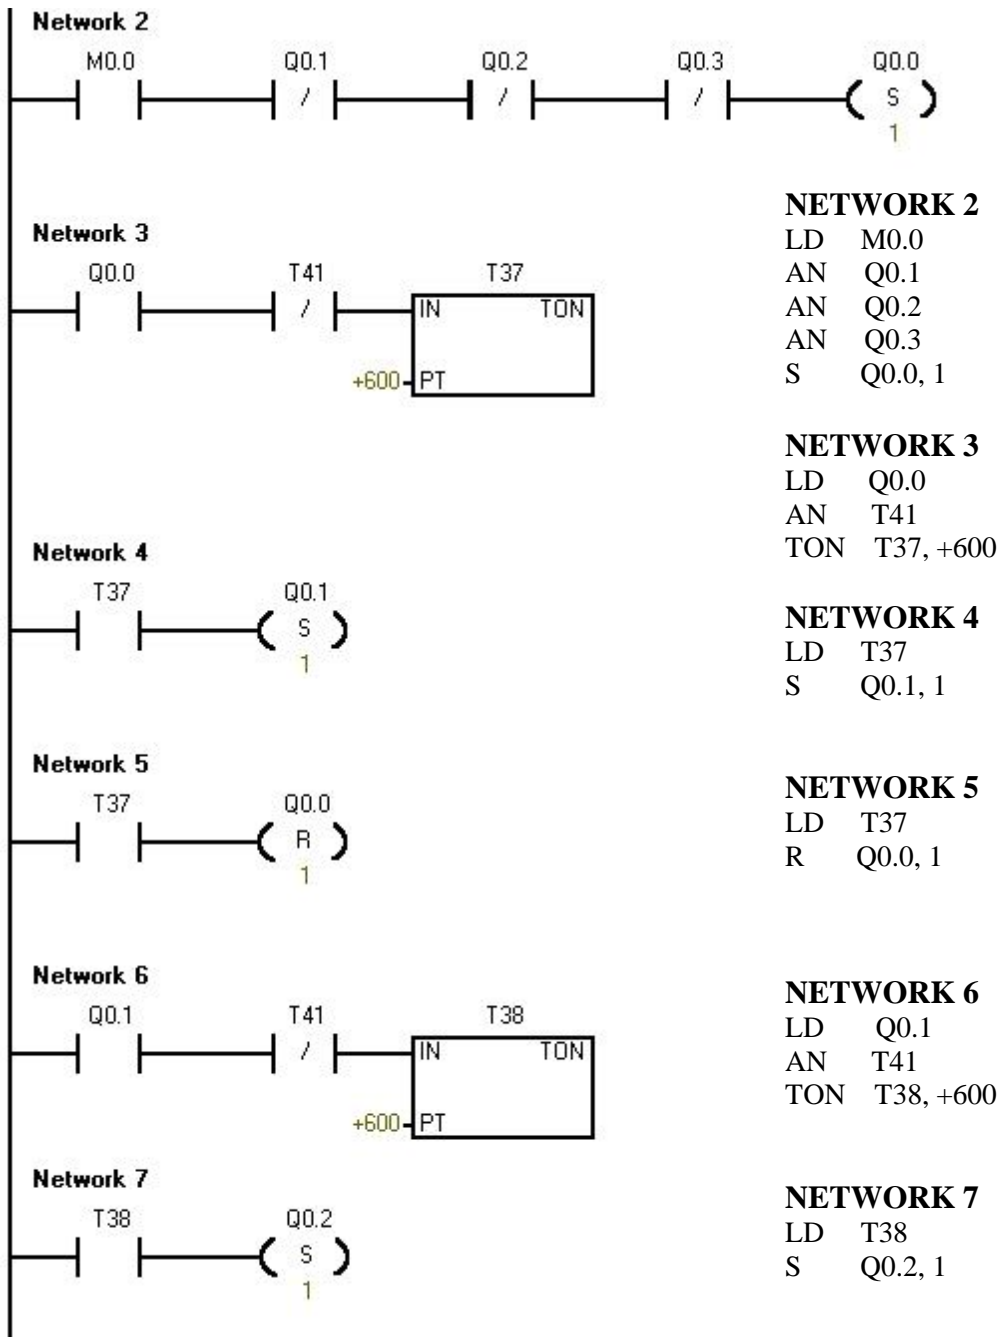 Network 2
M0.0 Q0.1 Q0.2 Q0.3 Q0.0
/ / / S
1
Network 3
Q0.0 T41 T37
/ IN TON
+600 PT
Network 4
T37 Q0.1
S
1
Network 5
T37 Q0.0
R
1
Network 6
Q0.1 T41 T38
/ IN TON
+600 PT
Network 7
T38 Q0.2
S
1
NETWORK 2
LD M0.0
AN Q0.1
AN Q0.2
AN Q0.3
S Q0.0, 1
NETWORK 3
LD Q0.0
AN T41
TON T37, +600
NETWORK 4
LD T37
S Q0.1, 1
NETWORK 5
LD T37
R Q0.0, 1
NETWORK 6
LD Q0.1
AN T41
TON T38, +600
NETWORK 7
LD T38
S Q0.2, 1